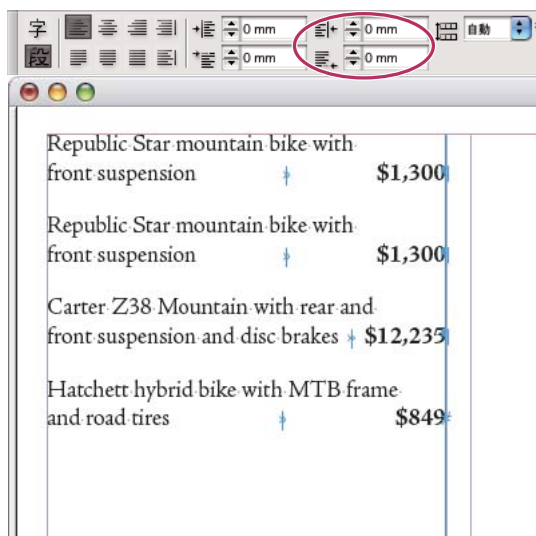 字 0 mm 0 mm 自動
段 0 mm 0 mm
Republic Star mountain bike with
front suspension $1,300
Republic Star mountain bike with
front suspension $1,300
Carter Z38 Mountain with rear and
front suspension and disc brakes $12,235
Hatchett hybrid bike with MTB frame
and road tires $849